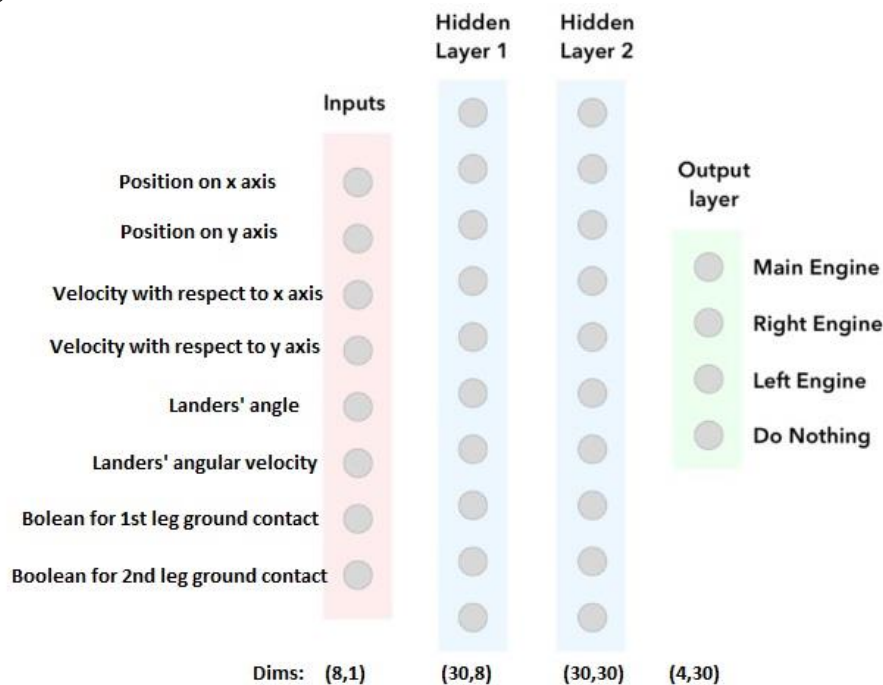 Hidden
Layer 1
Hidden
Layer 2
Inputs
Position on x axis
Position on y axis
Velocity with respect to x axis
Velocity with respect to y axis
Landers' angle
Landers' angular velocity
Bolean for 1st leg ground contact
Boolean for 2nd leg ground contact
Output
layer
Main Engine
Right Engine
Left Engine
Do Nothing
Dims: (8,1) (30,8) (30,30) (4,30)